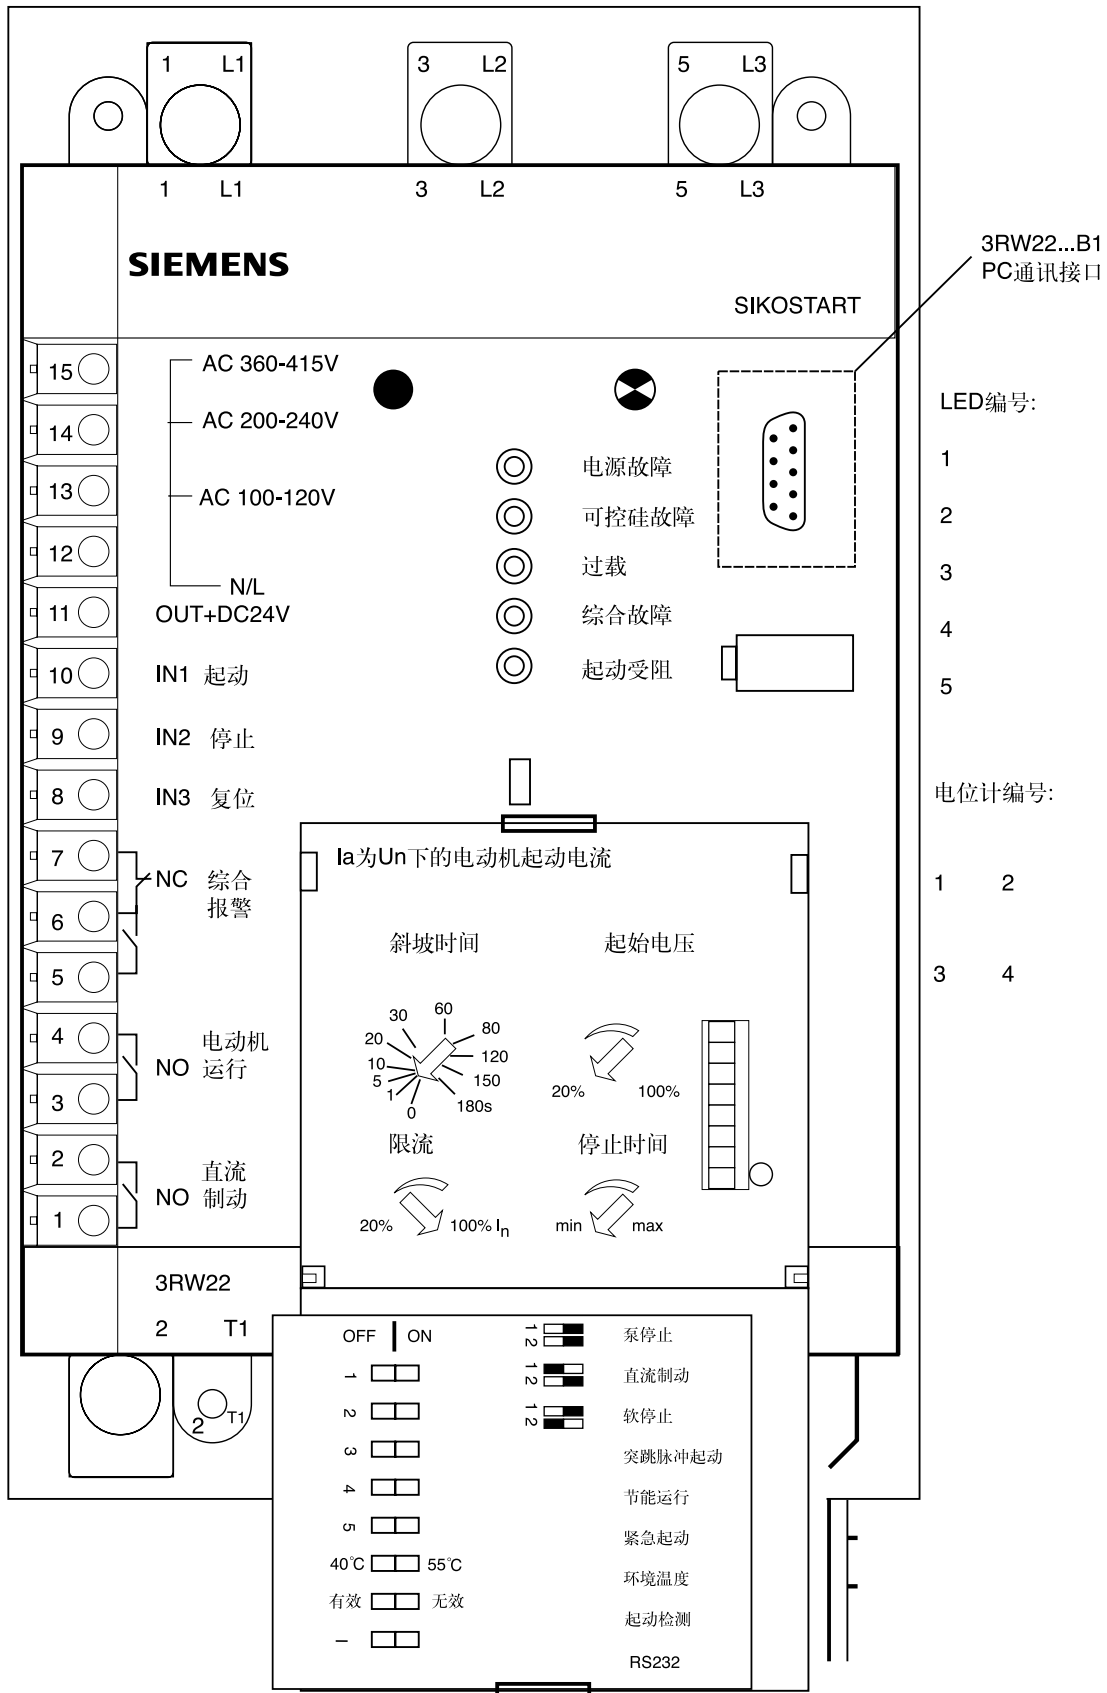 1 L1
3 L2
5 L3
1 L1
3 L2
5 L3
SIEMENS
SIKOSTART
3RW22...B1
PC通讯接口
15
AC 360-415V
14
AC 200-240V
13
AC 100-120V
12
N/L
11
OUT+DC24V
10
IN1 起动
9
IN2 停止
8
IN3 复位
7
NC 综合
报警
6
5
4
电动机
NO 运行
3
2
直流
NO 制动
1
电源故障
可控硅故障
过载
综合故障
起动受阻
LED编号:
1
2
3
4
5
电位计编号:
1 2
3 4
Ia为Un下的电动机起动电流
斜坡时间
起始电压
0
1
5
10
20
30
60
80
120
150
180s
20% 100%
限流
停止时间
20% 100% In
min max
3RW22
2 T1
2 T1
OFF ON
1
2
3
4
5
40℃ 55℃
有效 无效
–
1
2
泵停止
1
2
直流制动
1
2
软停止
突跳脉冲起动
节能运行
紧急起动
环境温度
起动检测
RS232